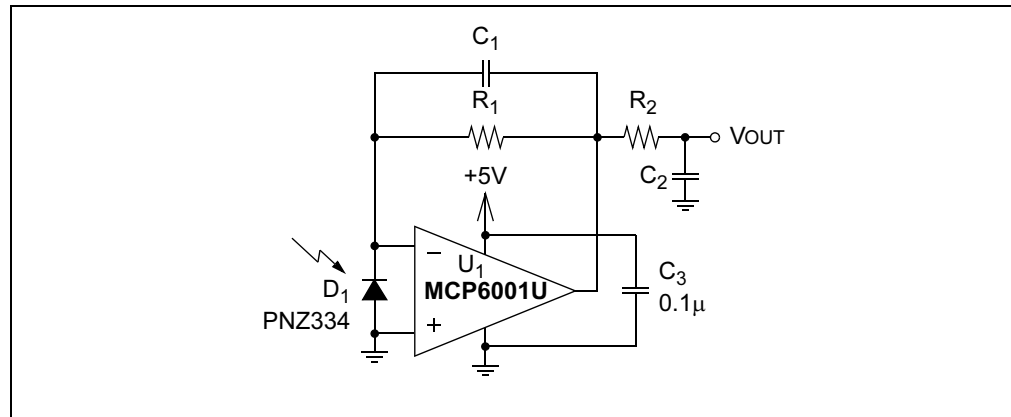 C1
R1
R2
VOUT
+5V
C2
−
U1
C3
D1
MCP6001U
0.1µ
PNZ334
+